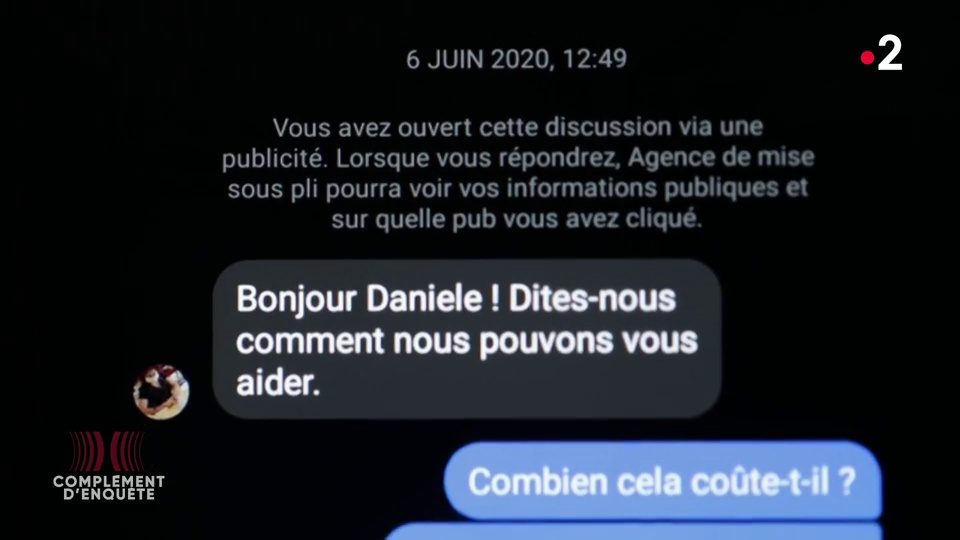 6 JUIN 2020, 12:49
2
Vous avez ouvert cette discussion via une
publicité. Lorsque vous répondrez, Agence de mise
sous pli pourra voir vos informations publiques et
sur quelle pub vous avez cliqué.
Bonjour Daniele ! Dites-nous
comment nous pouvons vous
aider.
Combien cela coûte-t-il ?
COMPLÉMENT
D'ENQUÊTE